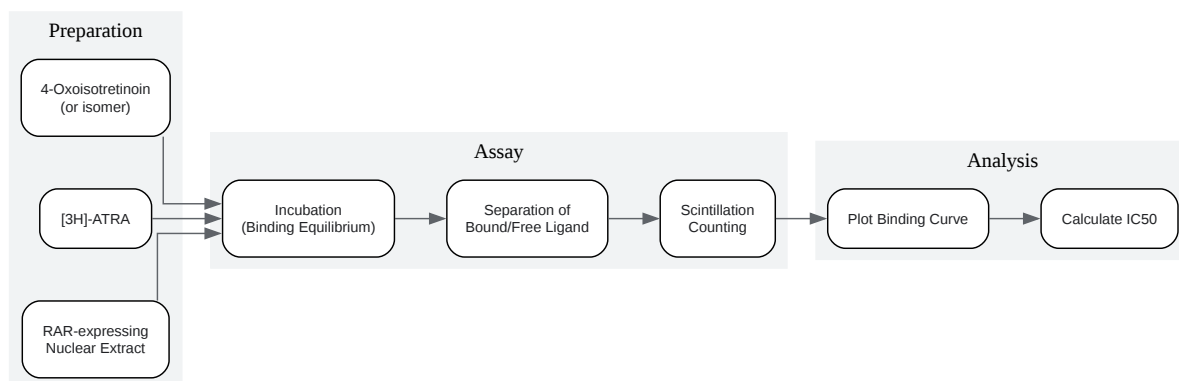 Preparation
4-Oxoisotretinoin
(or isomer)
[3H]-ATRA
RAR-expressing
Nuclear Extract
Assay
Incubation
(Binding Equilibrium)
Separation of
Bound/Free Ligand
Scintillation
Counting
Analysis
Plot Binding Curve
Calculate IC50